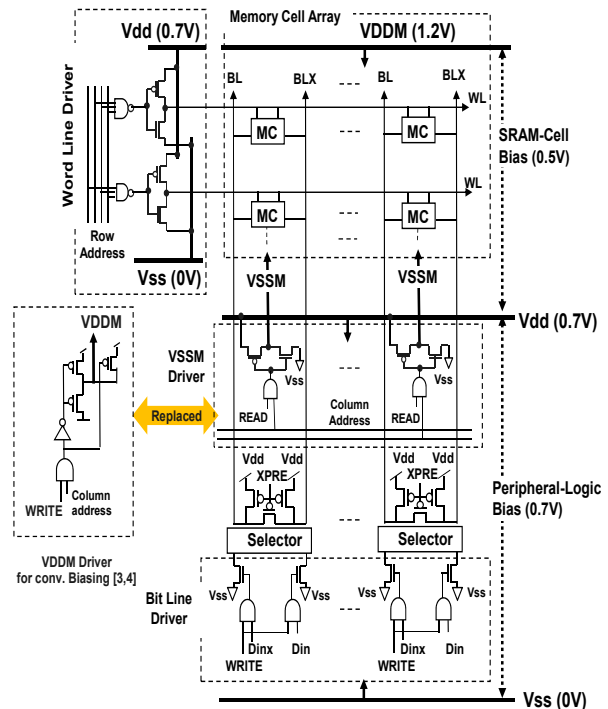 Memory Cell Array
Vdd (0.7V)
VDDM (1.2V)
BL
BLX
BL
BLX
WL
MC
MC
Word Line Driver
SRAM-Cell
Bias (0.5V)
WL
MC
MC
Row
Address
Vss (0V)
VSSM
VSSM
Vdd (0.7V)
VDDM
VSSM
Driver
Vss
Vss
Replaced
READ
Column
Address
READ
Vdd
Vdd
Vdd
Vdd
XPRE
XPRE
Column
address
WRITE
Peripheral-Logic
Bias (0.7V)
Selector
Selector
VDDM Driver
for conv. Biasing [3,4]
Vss
Vss
Vss
Vss
Bit Line
Driver
Dinx
Din
Dinx
Din
WRITE
WRITE
Vss (0V)